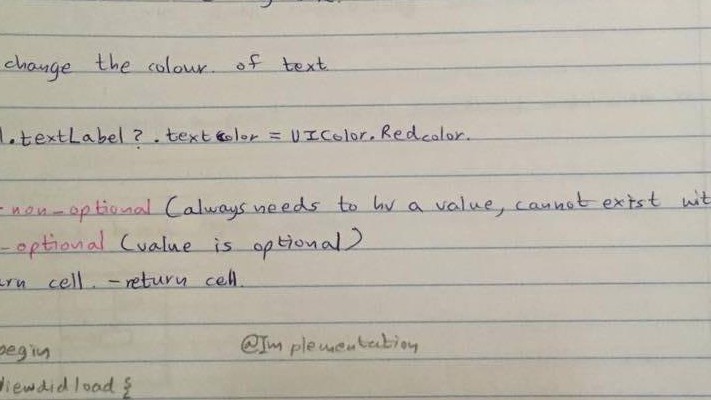 change the colour. of text
l.textLabel?.textcolor = UIColor.Redcolor.
- non-optional (always needs to hv a value, cannot exist wit
- optional (value is optional)
urn cell. - return cell.
begin @Implementation
Viewdidload {